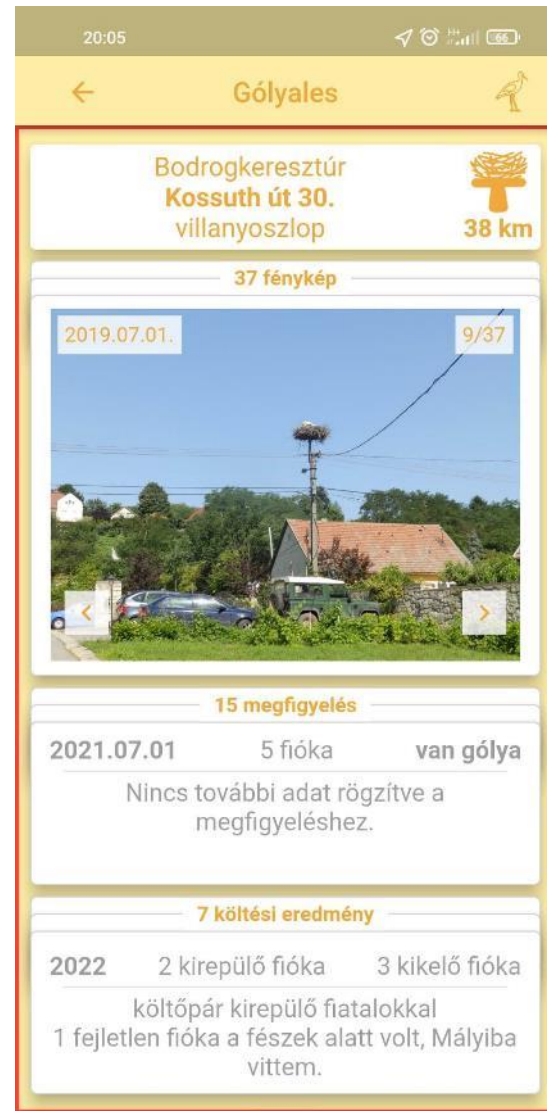 20:05
66
Gólyales
Bodrogkeresztúr
Kossuth út 30.
villanyoszlop
38 km
37 fénykép
2019.07.01.
9/37
15 megfigyelés
2021.07.01 5 fióka van gólya
Nincs további adat rögzítve a
megfigyeléshez.
7 költési eredmény
2022 2 kirepülő fióka 3 kikelő fióka
költőpár kirepülő fiatalokkal
1 fejletlen fióka a fészek alatt volt, Mályiba
vittem.